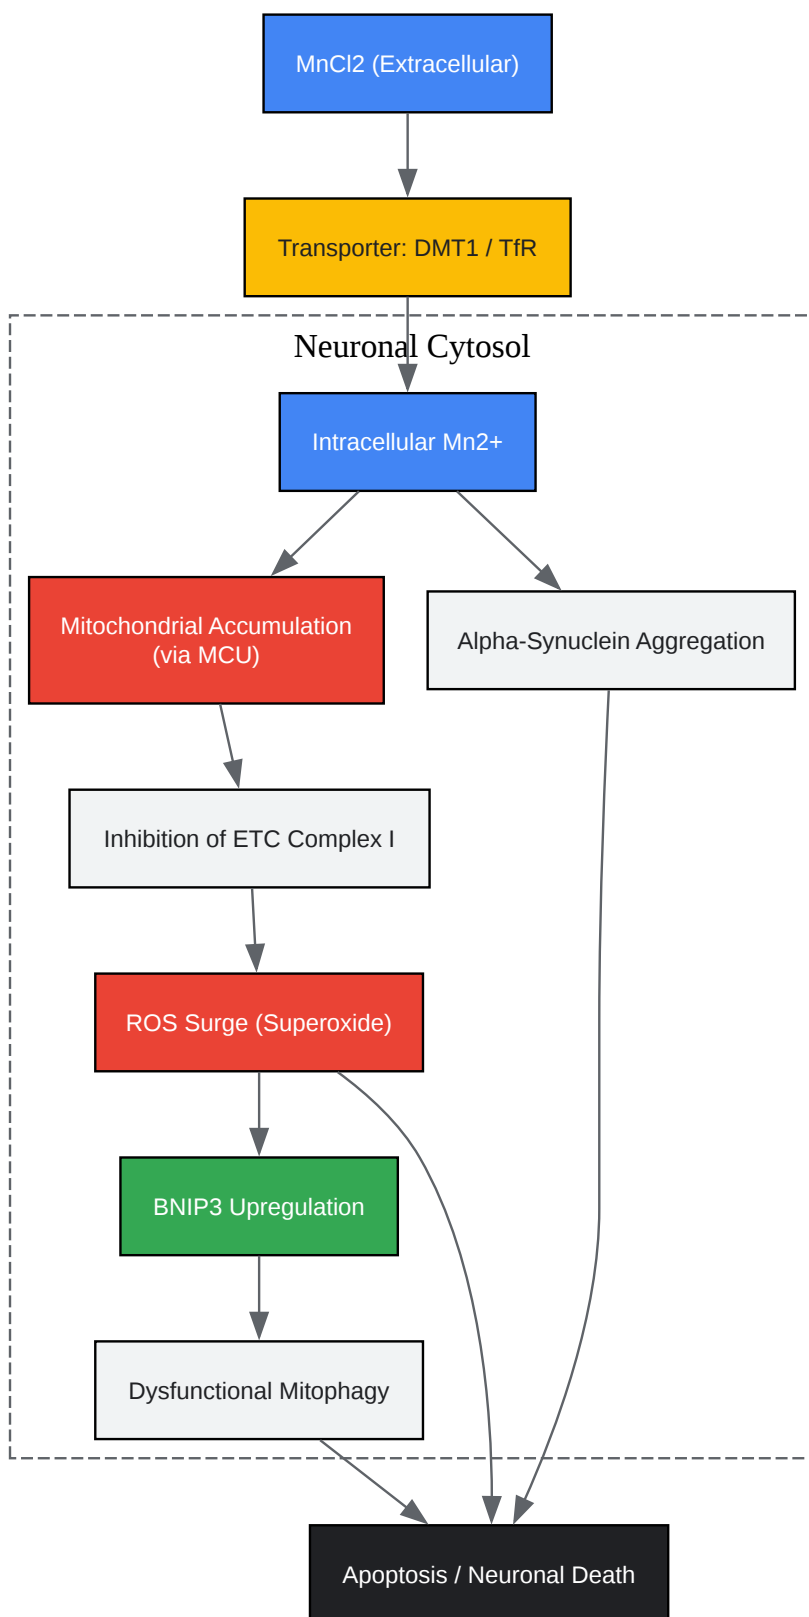 MnCl2 (Extracellular)
Transporter: DMT1 / TfR
Neuronal Cytosol
Intracellular Mn2+
Mitochondrial Accumulation
(via MCU)
Alpha-Synuclein Aggregation
Inhibition of ETC Complex I
ROS Surge (Superoxide)
BNIP3 Upregulation
Dysfunctional Mitophagy
Apoptosis / Neuronal Death